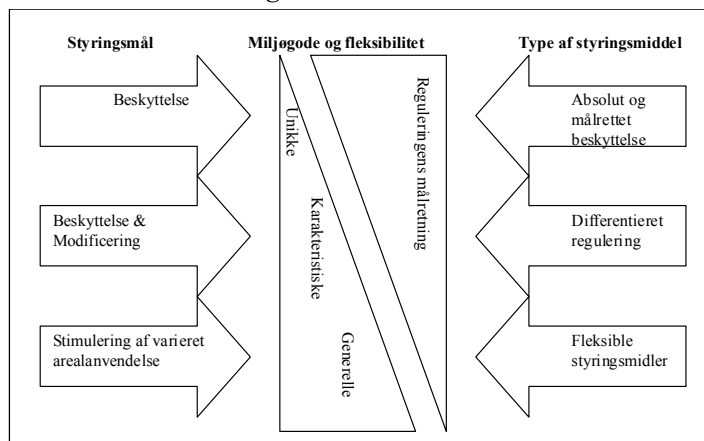 Styringsmål
Miljøgode og fleksibilitet
Type af styringsmiddel
Beskyttelse
Unikke
Reguleringens målretning
Absolut og
målrettet
beskyttelse
Beskyttelse &
Modificering
Karakteristiske
Differentieret
regulering
Stimulering af varieret
arealanvendelse
Generelle
Fleksible
styringsmidler